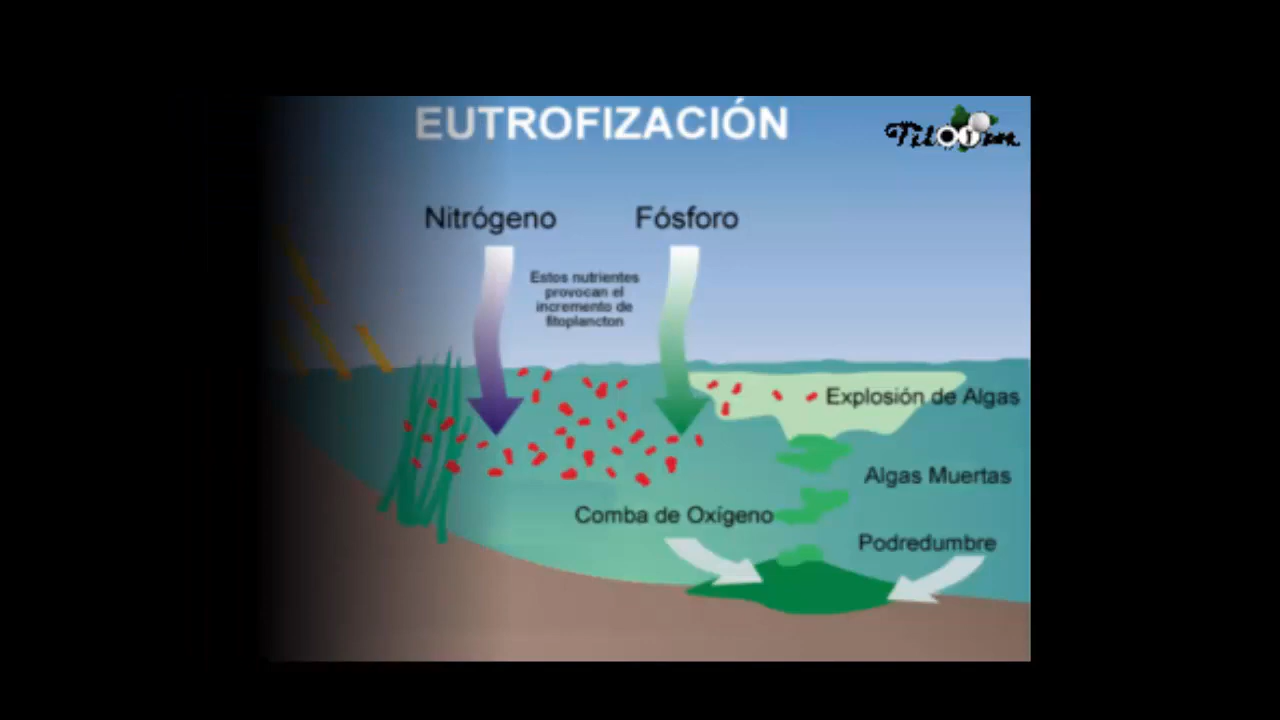 EUTROFIZACIÓN
Nitrógeno
Fósforo
Estos nutrientes
provocan el
incremento de
fitoplancton
Explosión de Algas
Algas Muertas
Comba de Oxígeno
Podredumbre